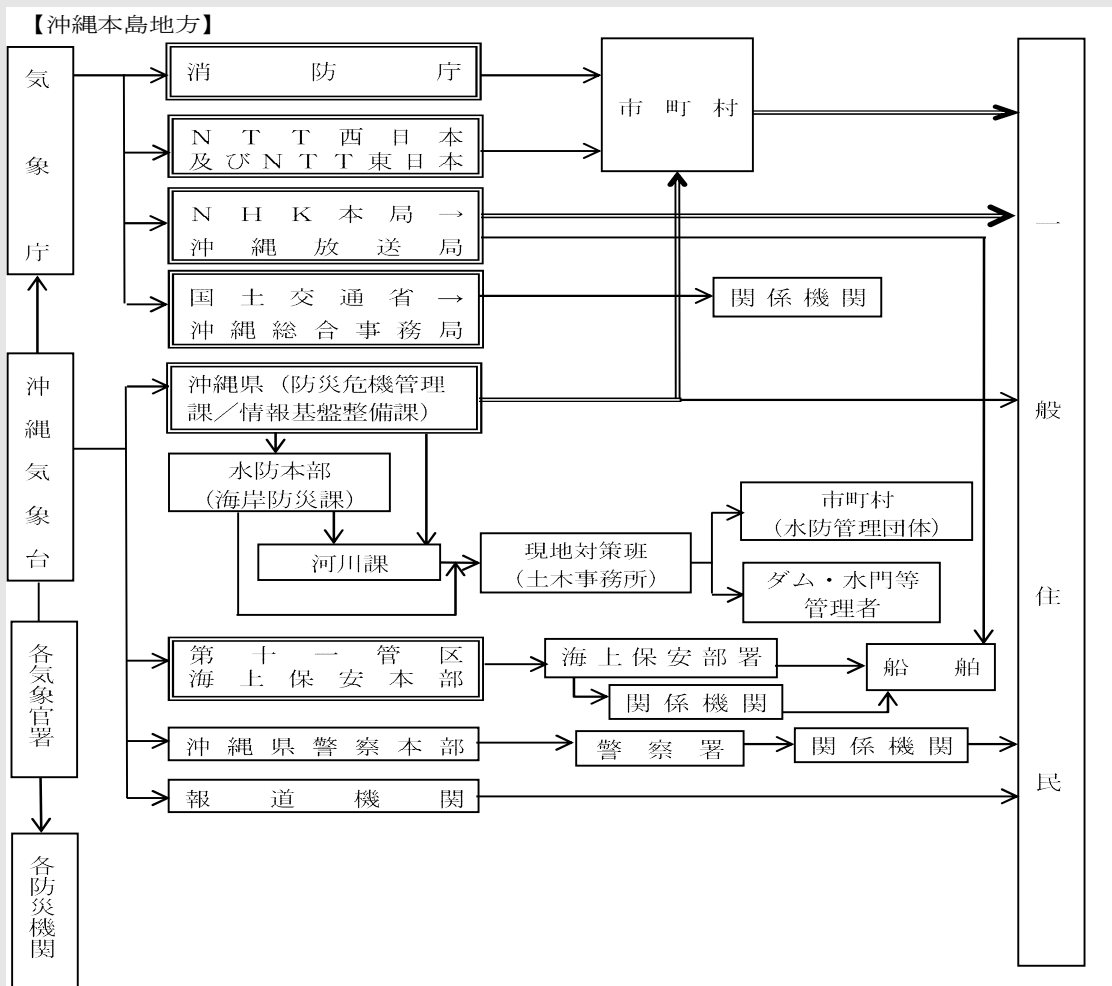 【沖縄本島地方】
気象庁
消防庁
市町村
NTT西日本
及びNTT東日本
NHK本局→
沖縄放送局
国土交通省→
沖縄総合事務局
関係機関
沖縄気象台
沖縄県（防災危機管理
課／情報基盤整備課）
水防本部
（海岸防災課）
河川課
現地対策班
（土木事務所）
市町村
（水防管理団体）
ダム・水門等
管理者
第十一管区
海上保安本部
海上保安部署
関係機関
船舶
沖縄県警察本部
警察署
関係機関
報道機関
一般住民
各気象官署
各防災機関